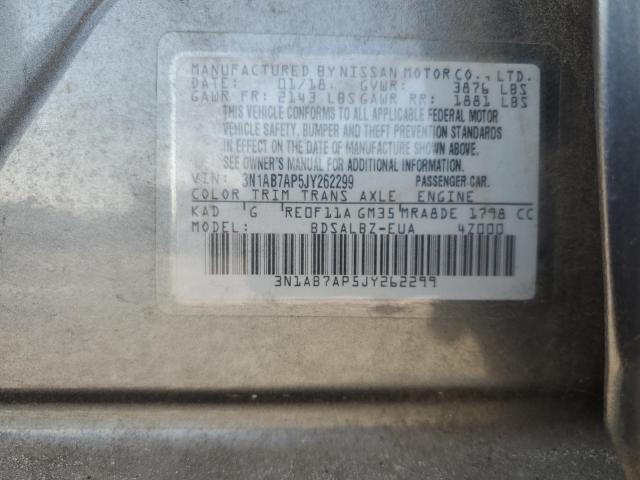 MANUFACTURED BY NISSAN MOTOR CO., LTD.
DATE: 01/18 GVWR: 3876 LBS
GAWR FR: 2143 LBS GAWR RR: 1881 LBS
THIS VEHICLE CONFORMS TO ALL APPLICABLE FEDERAL MOTOR
VEHICLE SAFETY, BUMPER AND THEFT PREVENTION STANDARDS
IN EFFECT ON THE DATE OF MANUFACTURE SHOWN ABOVE.
SEE OWNER'S MANUAL FOR ADDITIONAL INFORMATION.
VIN: 3N1AB7AP5JY262299 PASSENGER CAR.
COLOR TRIM TRANS AXLE ENGINE
KAD G RE0F11A GM35 MRA8DE 1798 CC
MODEL: BDSALBZ-EUA 4Z000
3N1AB7AP5JY262299